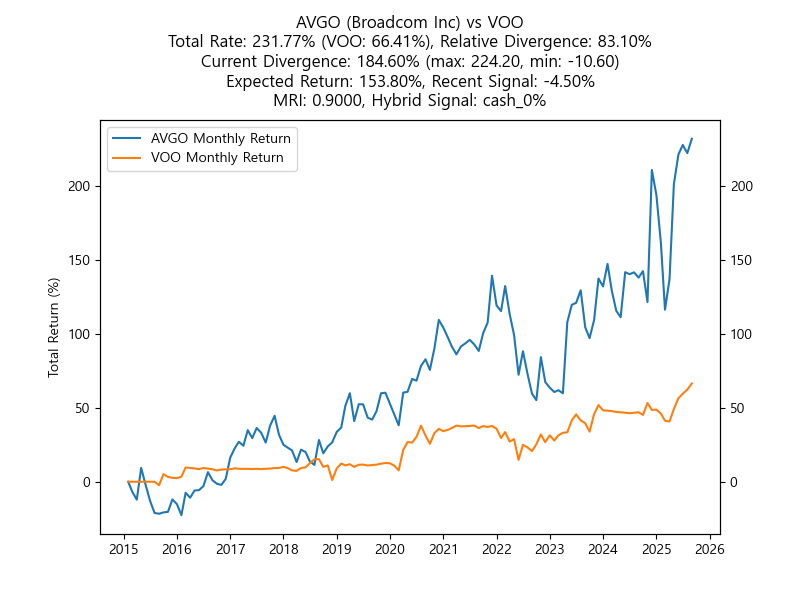 AVGO (Broadcom Inc) vs VOO
Total Rate: 231.77% (VOO: 66.41%), Relative Divergence: 83.10%
Current Divergence: 184.60% (max: 224.20, min: -10.60)
Expected Return: 153.80%, Recent Signal: -4.50%
MRI: 0.9000, Hybrid Signal: cash_0%
AVGO Monthly Return
VOO Monthly Return
200 200
150 150
100 100
50 50
0 0
Total Return (%)
2015 2016 2017 2018 2019 2020 2021 2022 2023 2024 2025 2026